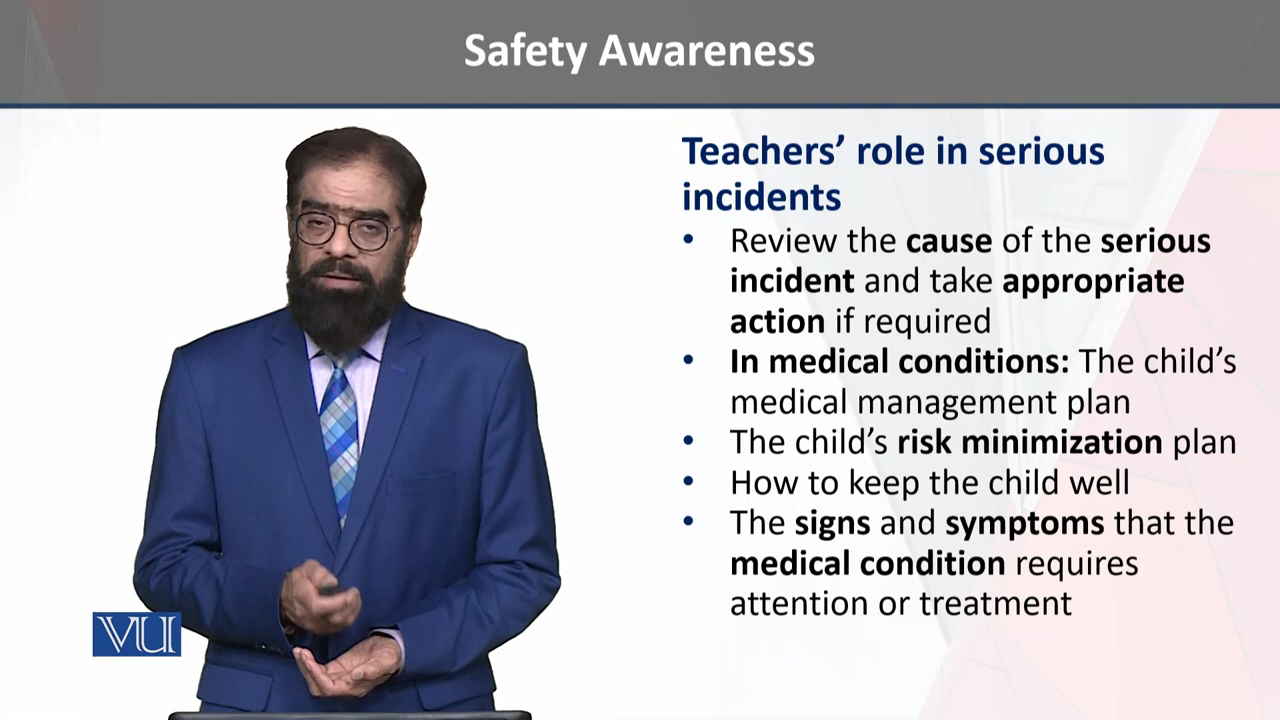 Safety Awareness
Teachers’ role in serious
incidents
• Review the cause of the serious
incident and take appropriate
action if required
• In medical conditions: The child’s
medical management plan
• The child’s risk minimization plan
• How to keep the child well
• The signs and symptoms that the
medical condition requires
attention or treatment
VU